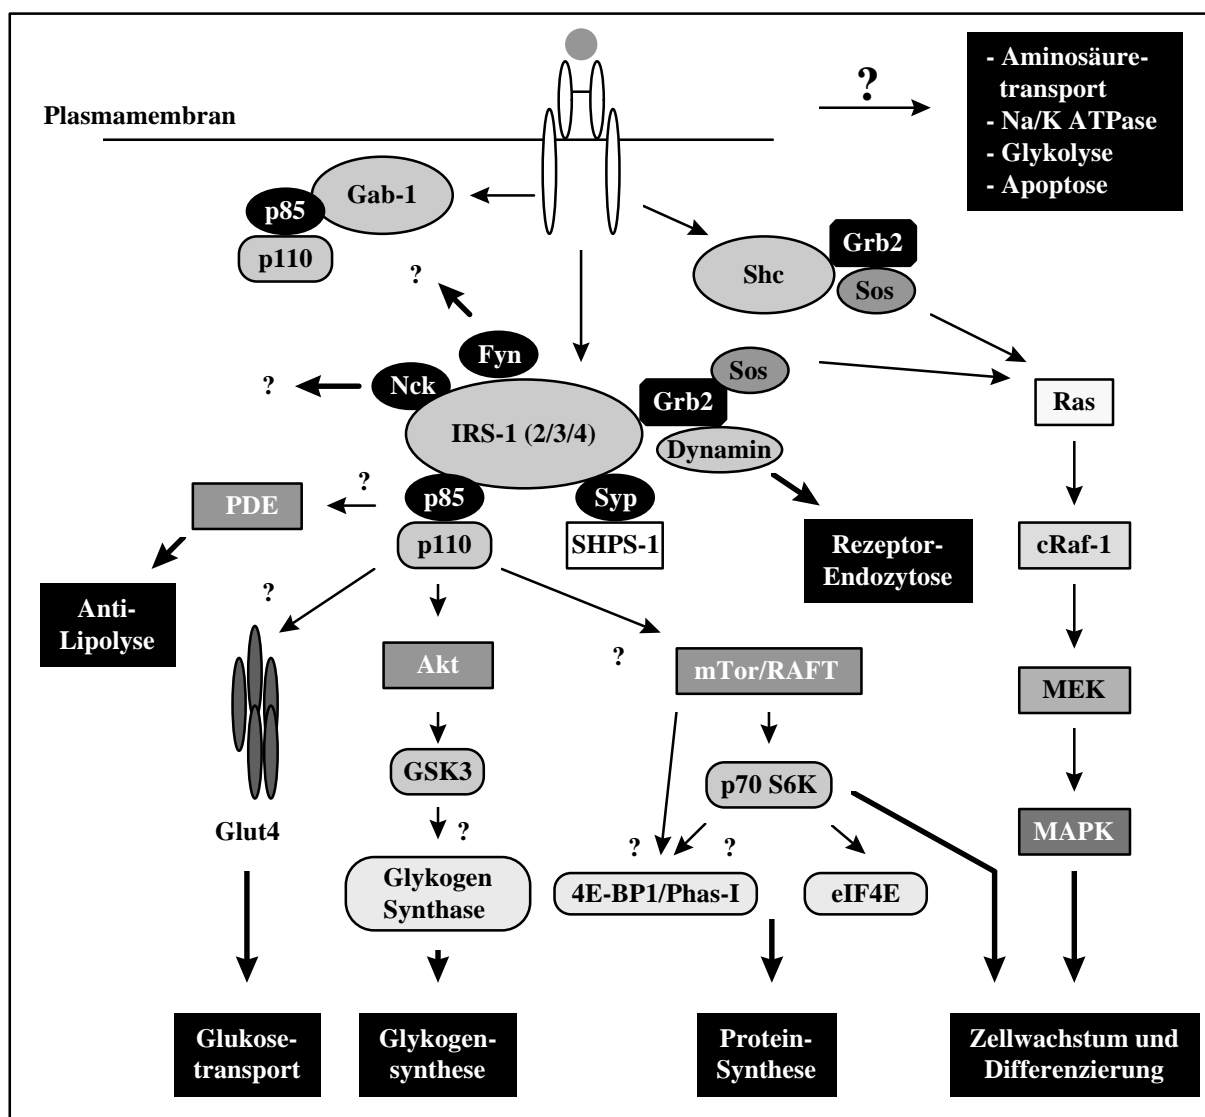 ?
- Aminosäure-
transport
- Na/K ATPase
- Glykolyse
- Apoptose
Plasmamembran
Gab-1
p85
p110
Grb2
Shc
Sos
?
Fyn
Nck
?
Sos
Grb2
IRS-1 (2/3/4)
Dynamin
Ras
?
PDE
p85
Syp
p110
SHPS-1
Rezeptor-
Endozytose
cRaf-1
Anti-
Lipolyse
?
Akt
?
mTor/RAFT
MEK
GSK3
p70 S6K
Glut4
?
?
?
MAPK
Glykogen
Synthase
4E-BP1/Phas-I
eIF4E
Glukose-
transport
Glykogen-
synthese
Protein-
Synthese
Zellwachstum und
Differenzierung